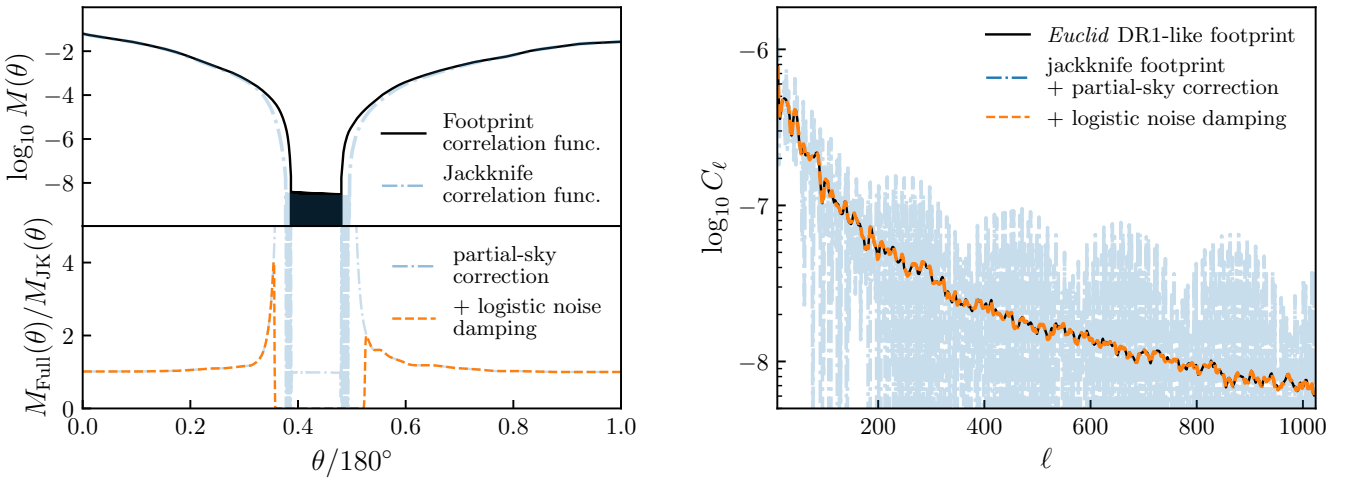 log₁₀ M(θ)
−2
−4
−6
−8
Footprint
correlation func.
Jackknife
correlation func.
M_Full(θ)/M_JK(θ)
4
2
0
partial-sky
correction
+ logistic noise
damping
0.0 0.2 0.4 0.6 0.8 1.0
θ/180°
log₁₀ C_ℓ
−6
−7
−8
Euclid DR1-like footprint
jackknife footprint
+ partial-sky correction
+ logistic noise damping
200 400 600 800 1000
ℓ